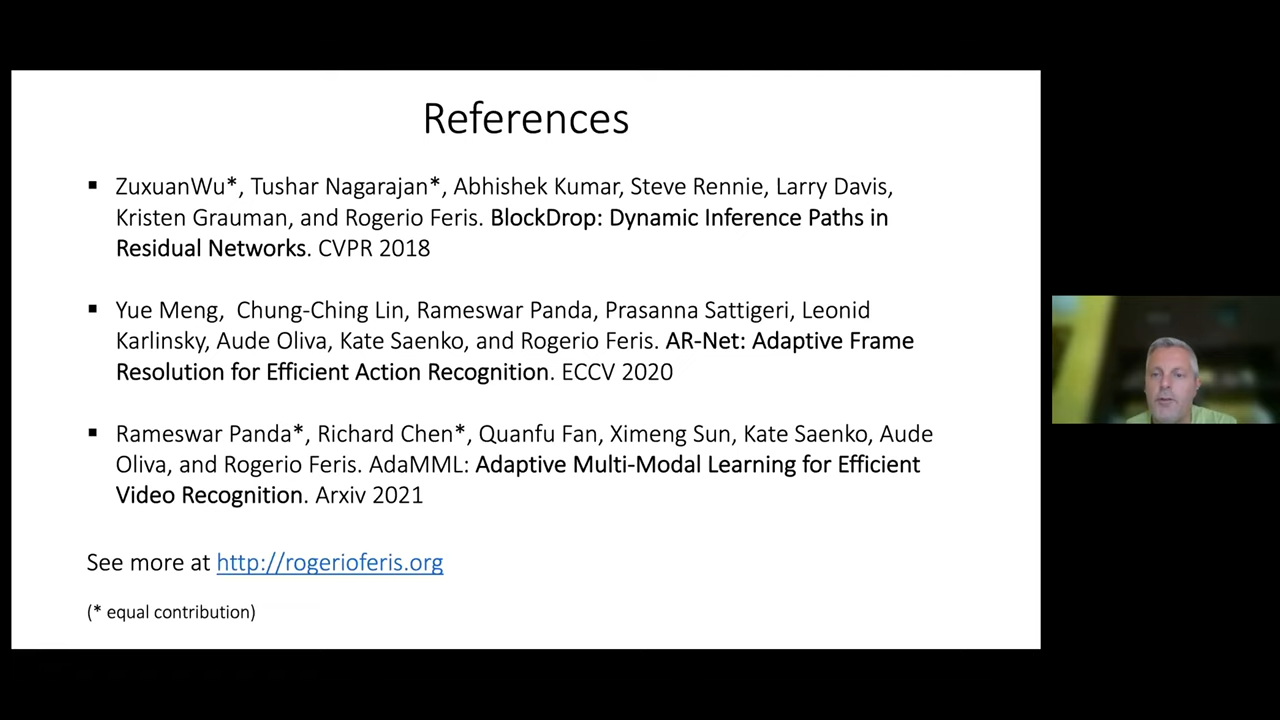 References
▪ ZuxuanWu*, Tushar Nagarajan*, Abhishek Kumar, Steve Rennie, Larry Davis,
Kristen Grauman, and Rogerio Feris. BlockDrop: Dynamic Inference Paths in
Residual Networks. CVPR 2018
▪ Yue Meng,  Chung-Ching Lin, Rameswar Panda, Prasanna Sattigeri, Leonid
Karlinsky, Aude Oliva, Kate Saenko, and Rogerio Feris. AR-Net: Adaptive Frame
Resolution for Efficient Action Recognition. ECCV 2020
▪ Rameswar Panda*, Richard Chen*, Quanfu Fan, Ximeng Sun, Kate Saenko, Aude
Oliva, and Rogerio Feris. AdaMML: Adaptive Multi-Modal Learning for Efficient
Video Recognition. Arxiv 2021
See more at http://rogerioferis.org
(* equal contribution)